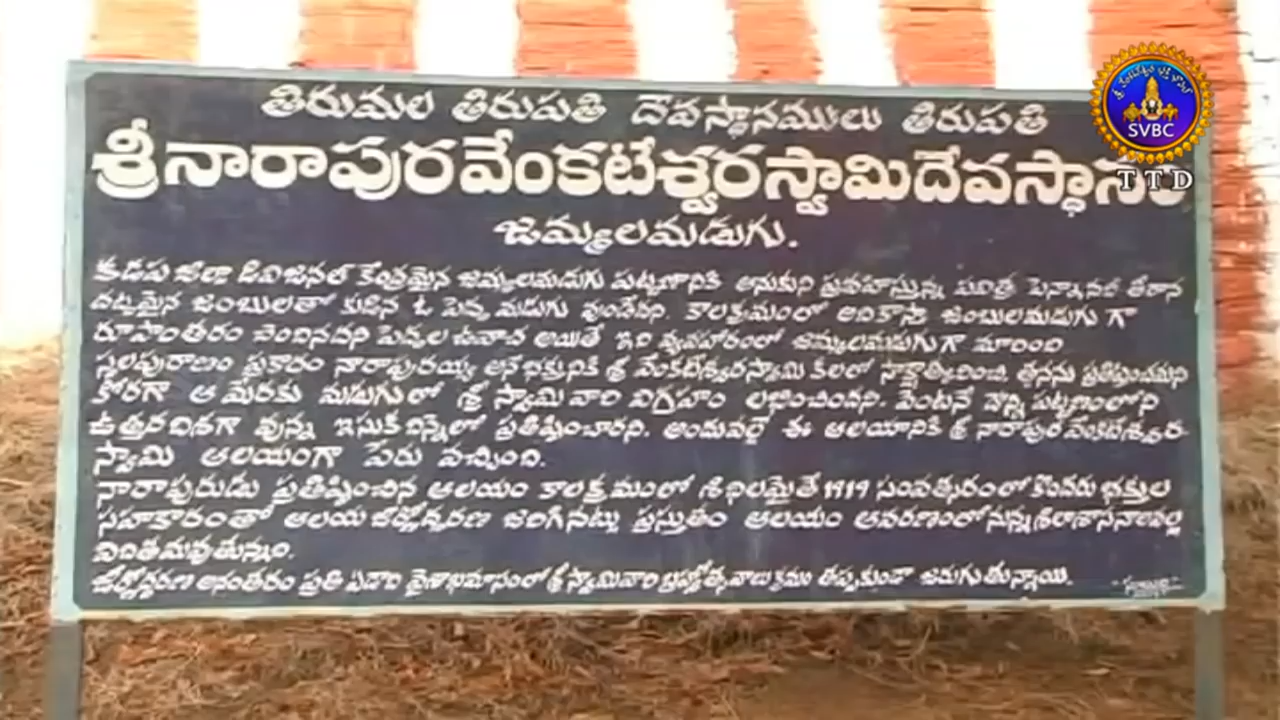 తిరుమల తిరుపతి దేవస్థానములు తిరుపతి
శ్రీనారాపురవేంకటేశ్వరస్వామిదేవస్థానం
జమ్మలమడుగు.
కడప జిల్లా డివిజనల్ కేంద్రమైన జమ్మలమడుగు పట్టణానికి ఆనుకుని ప్రవహిస్తున్న పవిత్ర పెన్నానది తీరాన
దట్టమైన జంబులతో కుడిన ఓ పెద్ద మడుగు వుండేదని. కాలక్రమంలో అదికాస్తా జంబులమడుగు గా
రూపాంతరం చెందినదని పెద్దల ఉవాచ అయితే ఇది వ్యవహారంలో జమ్మలమడుగుగా మారింది
స్థలపురాణం ప్రకారం నారాపురయ్య అనే భక్తునికి శ్రీ వేంకటేశ్వరస్వామి కలలో సాక్షాత్కరించి, తనను ప్రతిష్టించమని
కోరగా ఆ మేరకు మడుగులో శ్రీ స్వామి వారి విగ్రహం లభించిందని. వెంటనే దాన్ని పట్టణంలోని
ఉత్తరదిశగా వున్న ఇసుక దిన్నెలో ప్రతిష్ఠించారని. అందువల్లే ఈ ఆలయానికి శ్రీ నారాపుర వేంకటేశ్వర
స్వామి ఆలయంగా పేరు వచ్చింది.
నారాపురుడు ప్రతిష్ఠించిన ఆలయం కాలక్రమంలో శిథిలమైతే 1919 సంవత్సరంలో కొందరు భక్తుల
సహకారంతో ఆలయ జీర్ణోద్ధరణ జరిగినట్లు ప్రస్తుతం ఆలయం ఆవరణంలోనున్న శిలాశాసనాలవల్ల
విదితమవుతున్నది.
జీర్ణోద్ధరణ అనంతరం ప్రతి ఏడాది వైశాఖమాసంలో శ్రీ స్వామివారి బ్రహ్మోత్సవాలు క్రమం తప్పకుండా జరుగుతున్నాయి.
SVBC
TTD